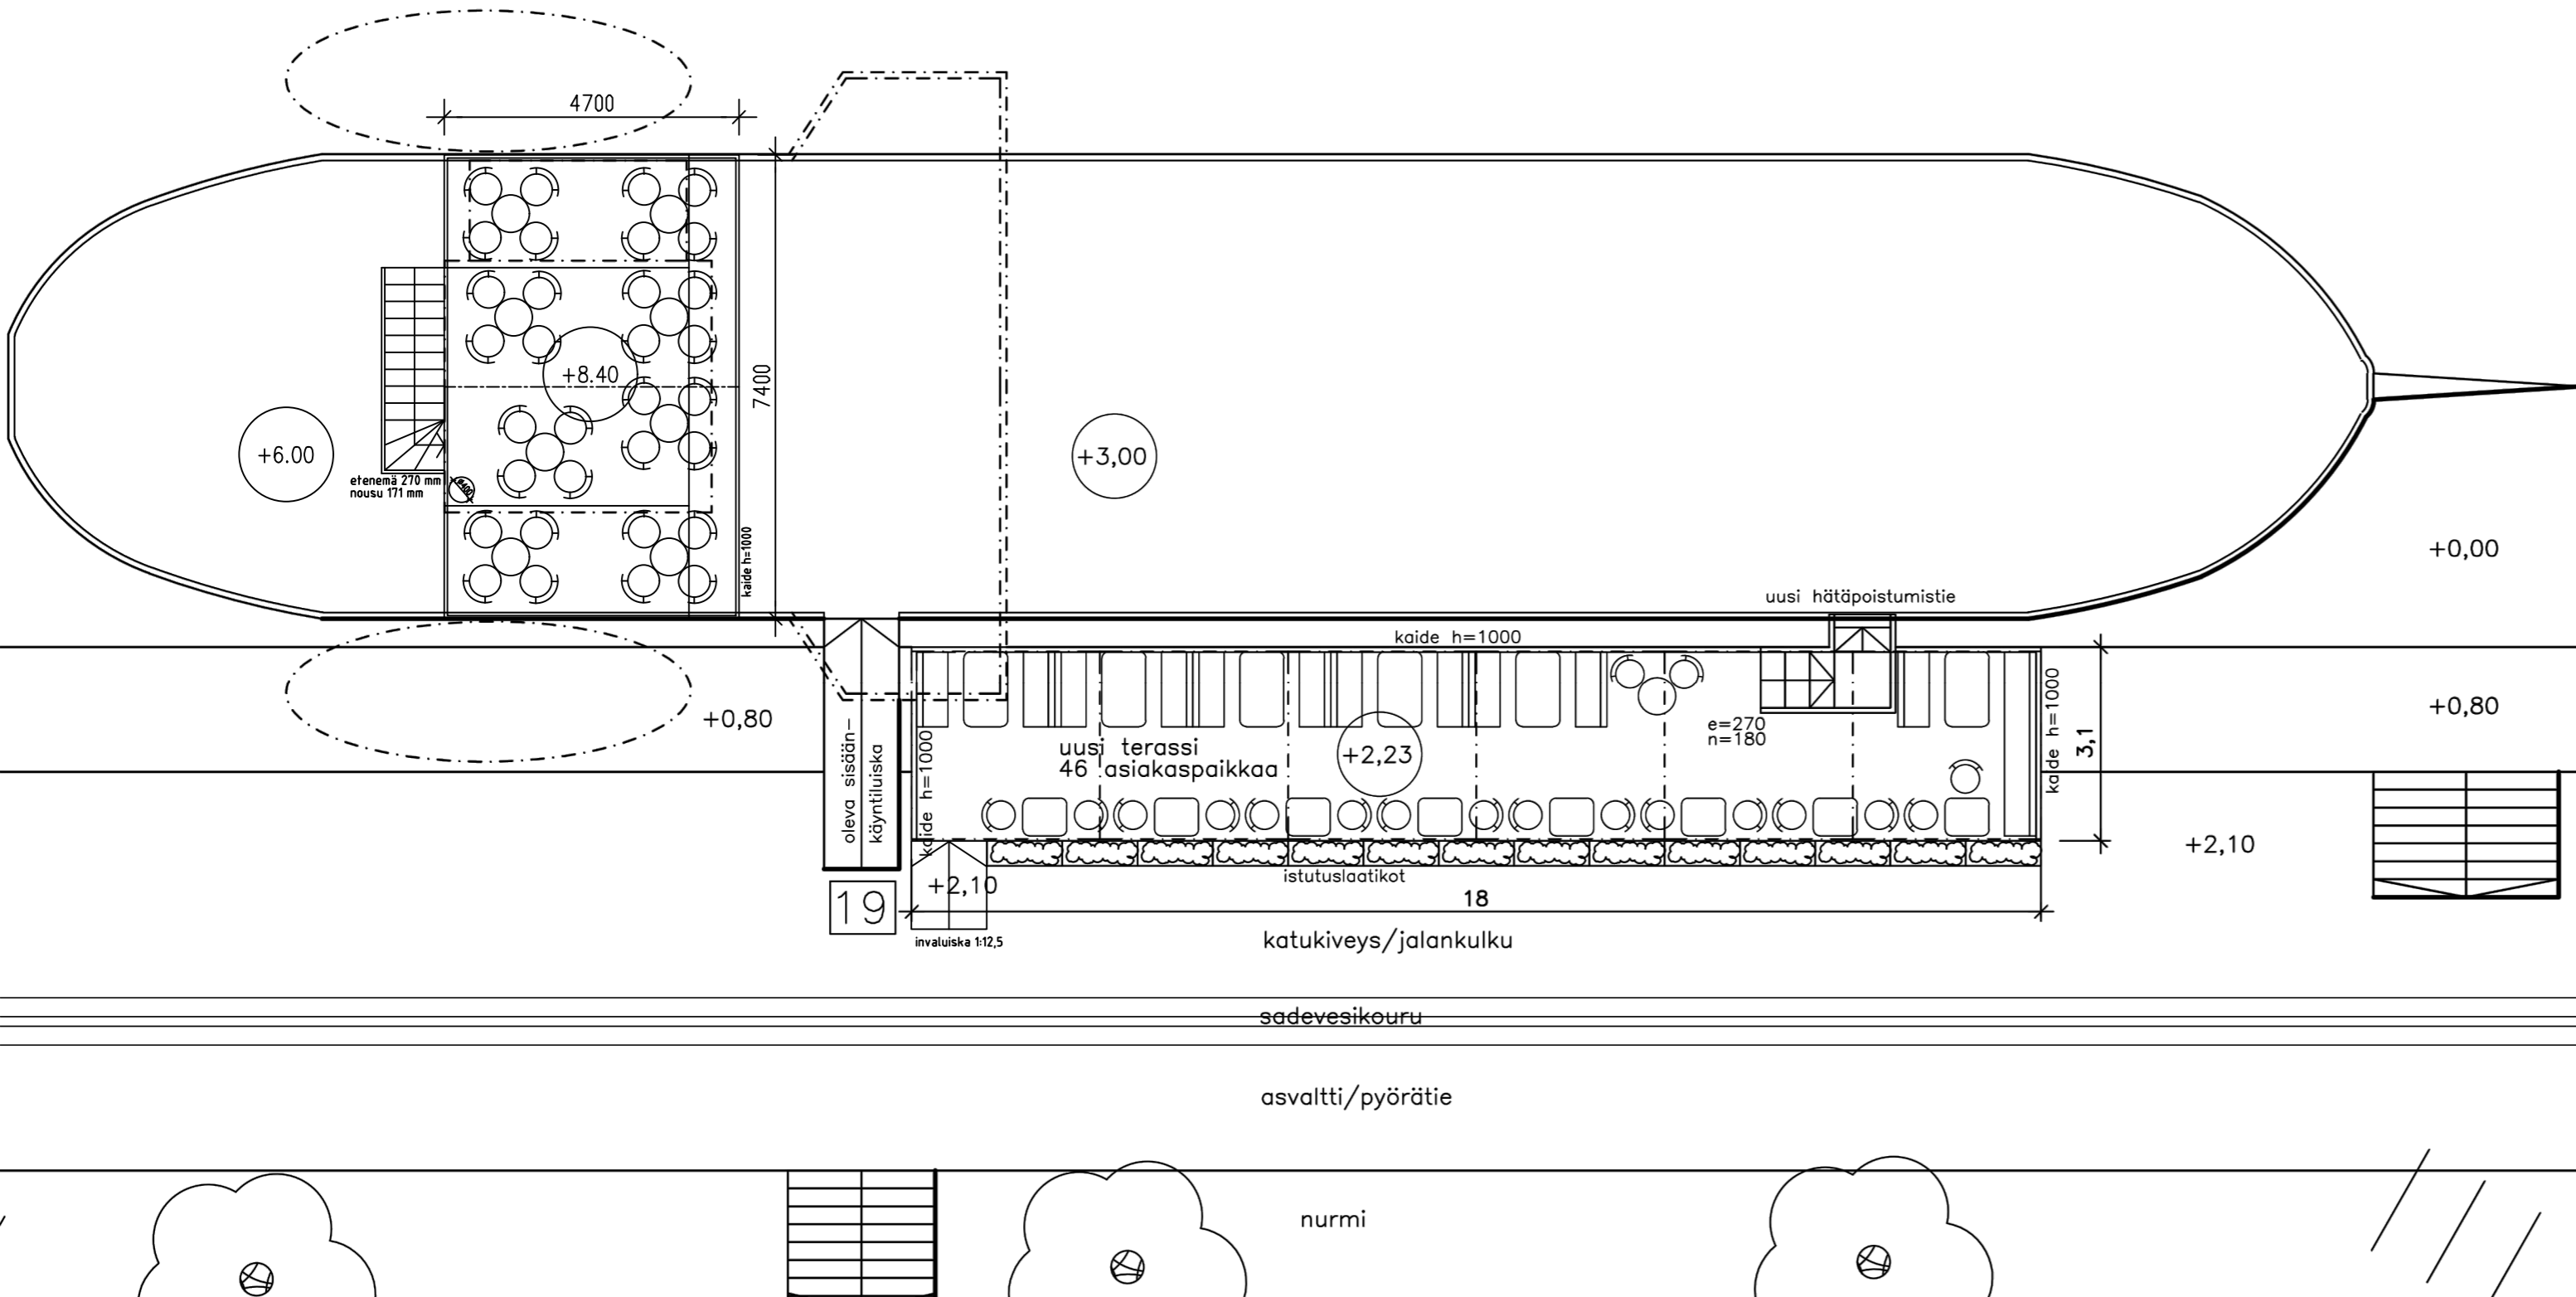 4700
7400
+8.40
+6.00
+3,00
etenemä 270 mm
nousu 171 mm
ø400
kaide h=1000
+0,00
uusi hätäpoistumistie
kaide h=1000
+0,80
+0,80
oleva sisään-
käyntiluiska
kaide h=1000
uusi terassi
46 asiakaspaikkaa
+2,23
e=270
n=180
kaide h=1000
3,1
+2,10
+2,10
istutuslaatikot
19
18
invaluiska 1:12,5
katukiveys/jalankulku
sadevesikouru
asvaltti/pyörätie
nurmi